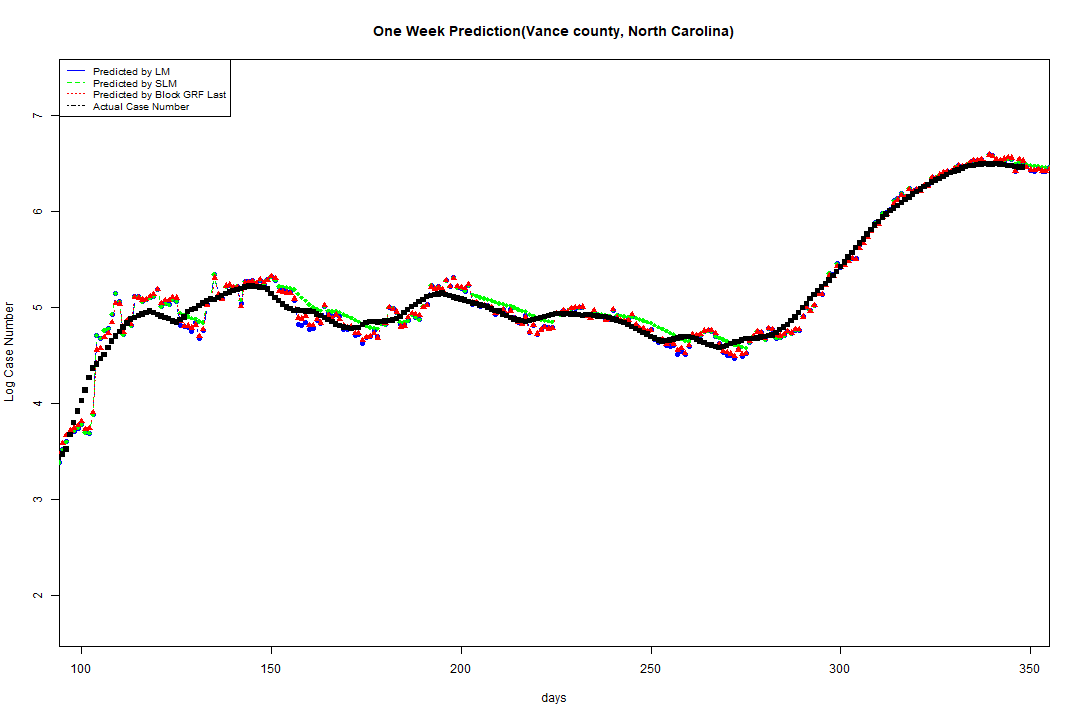 One Week Prediction(Vance county, North Carolina)
Predicted by LM
Predicted by SLM
Predicted by Block GRF Last
Actual Case Number
7
6
5
4
3
2
Log Case Number
100 150 200 250 300 350
days